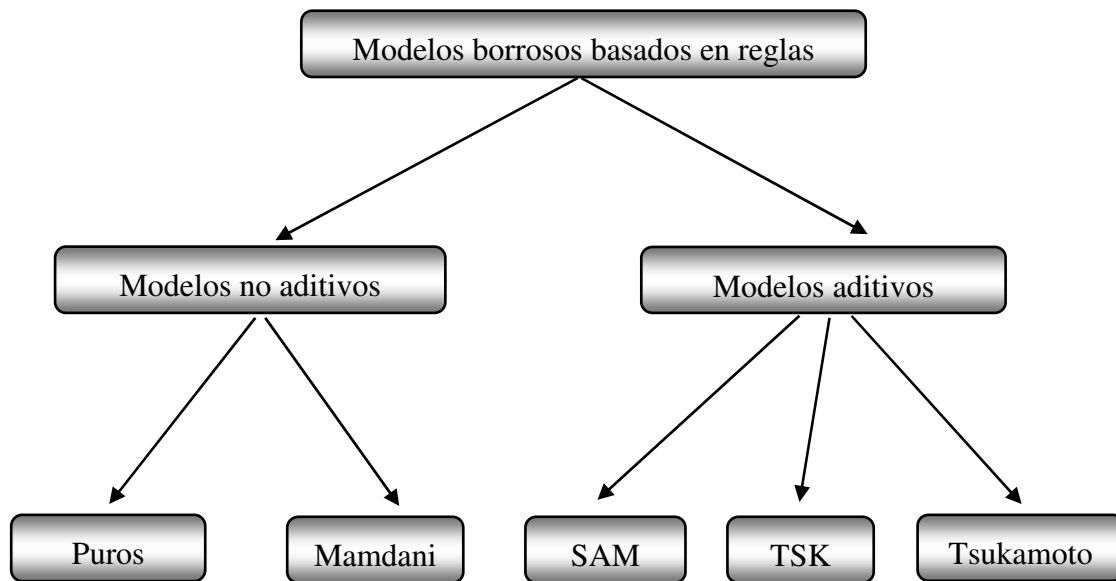 Modelos borrosos basados en reglas
Modelos no aditivos
Modelos aditivos
Puros
Mamdani
SAM
TSK
Tsukamoto